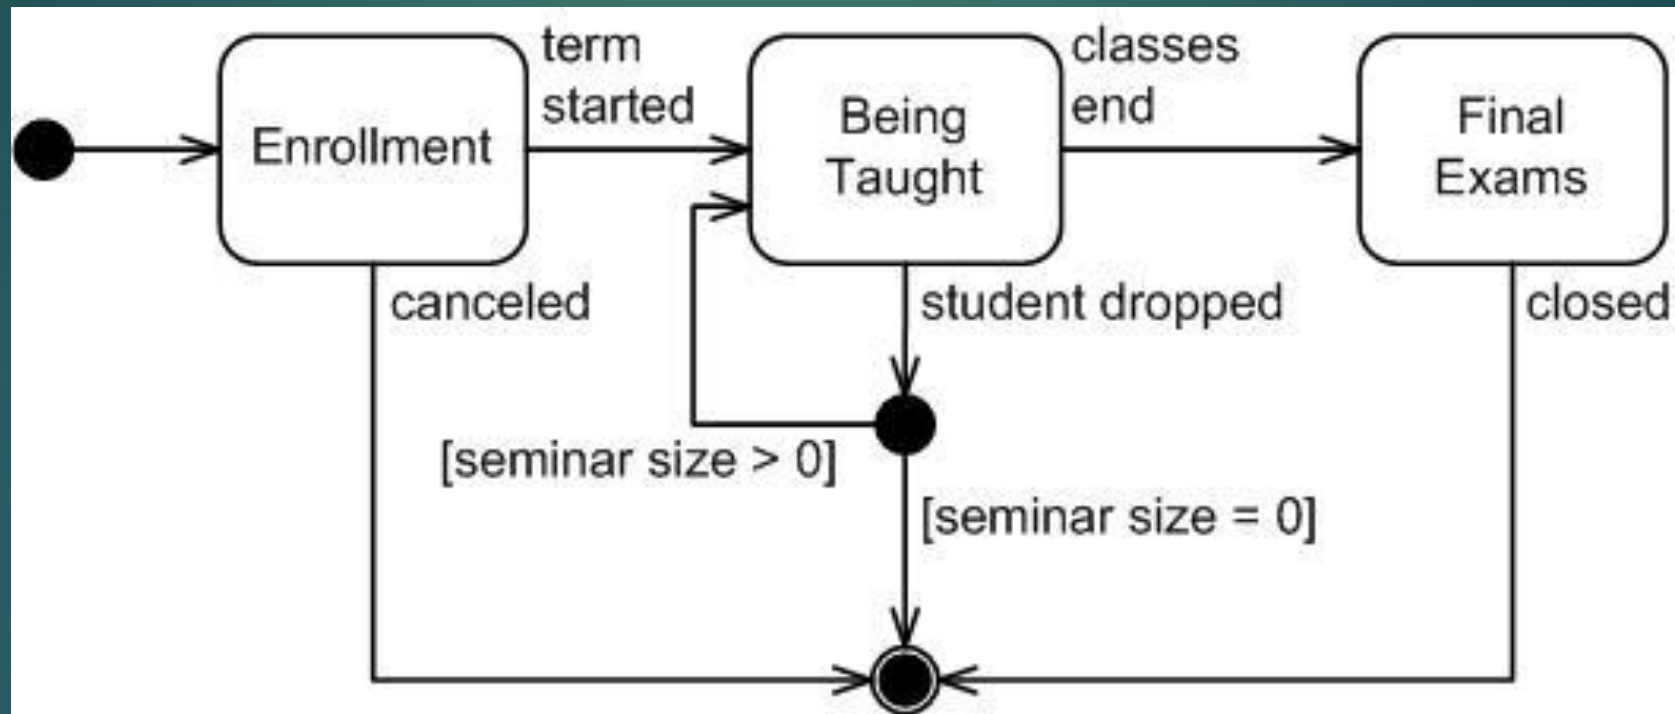 Enrollment
term
started
Being
Taught
classes
end
Final
Exams
canceled
student dropped
closed
[seminar size > 0]
[seminar size = 0]